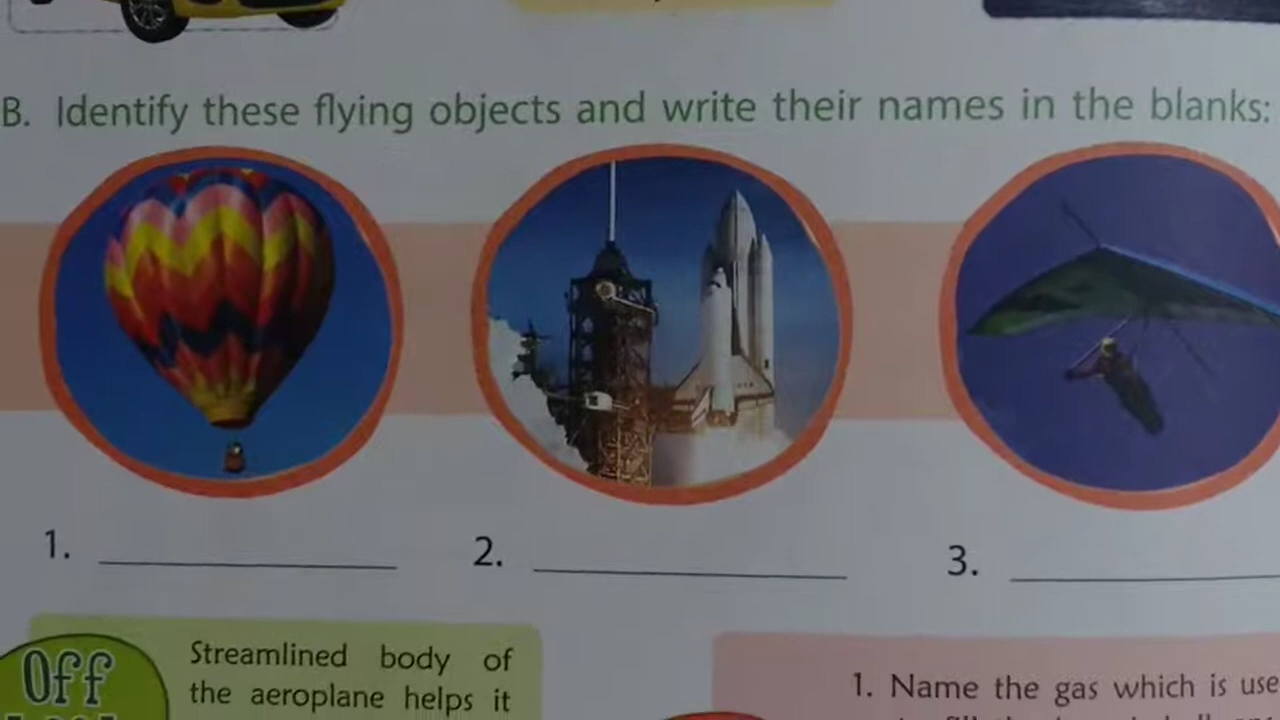 B. Identify these flying objects and write their names in the blanks:
1.
2.
3.
Off
Streamlined body of
the aeroplane helps it
1. Name the gas which is use